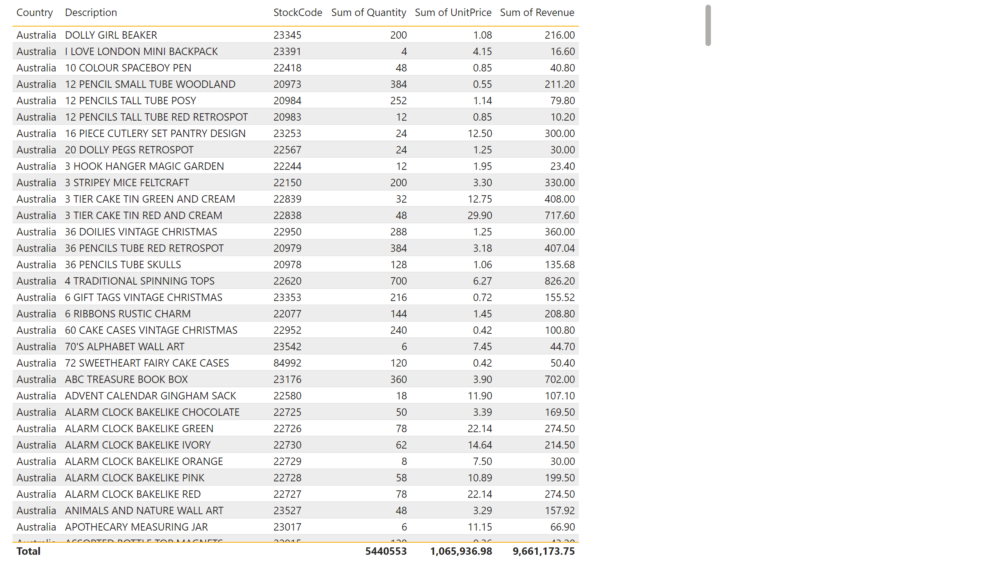 Country Description StockCode Sum of Quantity Sum of UnitPrice Sum of Revenue
Australia DOLLY GIRL BEAKER 23345 200 1.08 216.00
Australia I LOVE LONDON MINI BACKPACK 23391 4 4.15 16.60
Australia 10 COLOUR SPACEBOY PEN 22418 48 0.85 40.80
Australia 12 PENCIL SMALL TUBE WOODLAND 20973 384 0.55 211.20
Australia 12 PENCILS TALL TUBE POSY 20984 252 1.14 79.80
Australia 12 PENCILS TALL TUBE RED RETROSPOT 20983 12 0.85 10.20
Australia 16 PIECE CUTLERY SET PANTRY DESIGN 23253 24 12.50 300.00
Australia 20 DOLLY PEGS RETROSPOT 22567 24 1.25 30.00
Australia 3 HOOK HANGER MAGIC GARDEN 22244 12 1.95 23.40
Australia 3 STRIPEY MICE FELTCRAFT 22150 200 3.30 330.00
Australia 3 TIER CAKE TIN GREEN AND CREAM 22839 32 12.75 408.00
Australia 3 TIER CAKE TIN RED AND CREAM 22838 48 29.90 717.60
Australia 36 DOILIES VINTAGE CHRISTMAS 22950 288 1.25 360.00
Australia 36 PENCILS TUBE RED RETROSPOT 20979 384 3.18 407.04
Australia 36 PENCILS TUBE SKULLS 20978 128 1.06 135.68
Australia 4 TRADITIONAL SPINNING TOPS 22620 700 6.27 826.20
Australia 6 GIFT TAGS VINTAGE CHRISTMAS 23353 216 0.72 155.52
Australia 6 RIBBONS RUSTIC CHARM 22077 144 1.45 208.80
Australia 60 CAKE CASES VINTAGE CHRISTMAS 22952 240 0.42 100.80
Australia 70'S ALPHABET WALL ART 23542 6 7.45 44.70
Australia 72 SWEETHEART FAIRY CAKE CASES 84992 120 0.42 50.40
Australia ABC TREASURE BOOK BOX 23176 360 3.90 702.00
Australia ADVENT CALENDAR GINGHAM SACK 22580 18 11.90 107.10
Australia ALARM CLOCK BAKELIKE CHOCOLATE 22725 50 3.39 169.50
Australia ALARM CLOCK BAKELIKE GREEN 22726 78 22.14 274.50
Australia ALARM CLOCK BAKELIKE IVORY 22730 62 14.64 214.50
Australia ALARM CLOCK BAKELIKE ORANGE 22729 8 7.50 30.00
Australia ALARM CLOCK BAKELIKE PINK 22728 58 10.89 199.50
Australia ALARM CLOCK BAKELIKE RED 22727 78 22.14 274.50
Australia ANIMALS AND NATURE WALL ART 23527 48 3.29 157.92
Australia APOTHECARY MEASURING JAR 23017 6 11.15 66.90
Australia ASSORTED BOTTLE TOP MAGNETS
Total 5440553 1,065,936.98 9,661,173.75